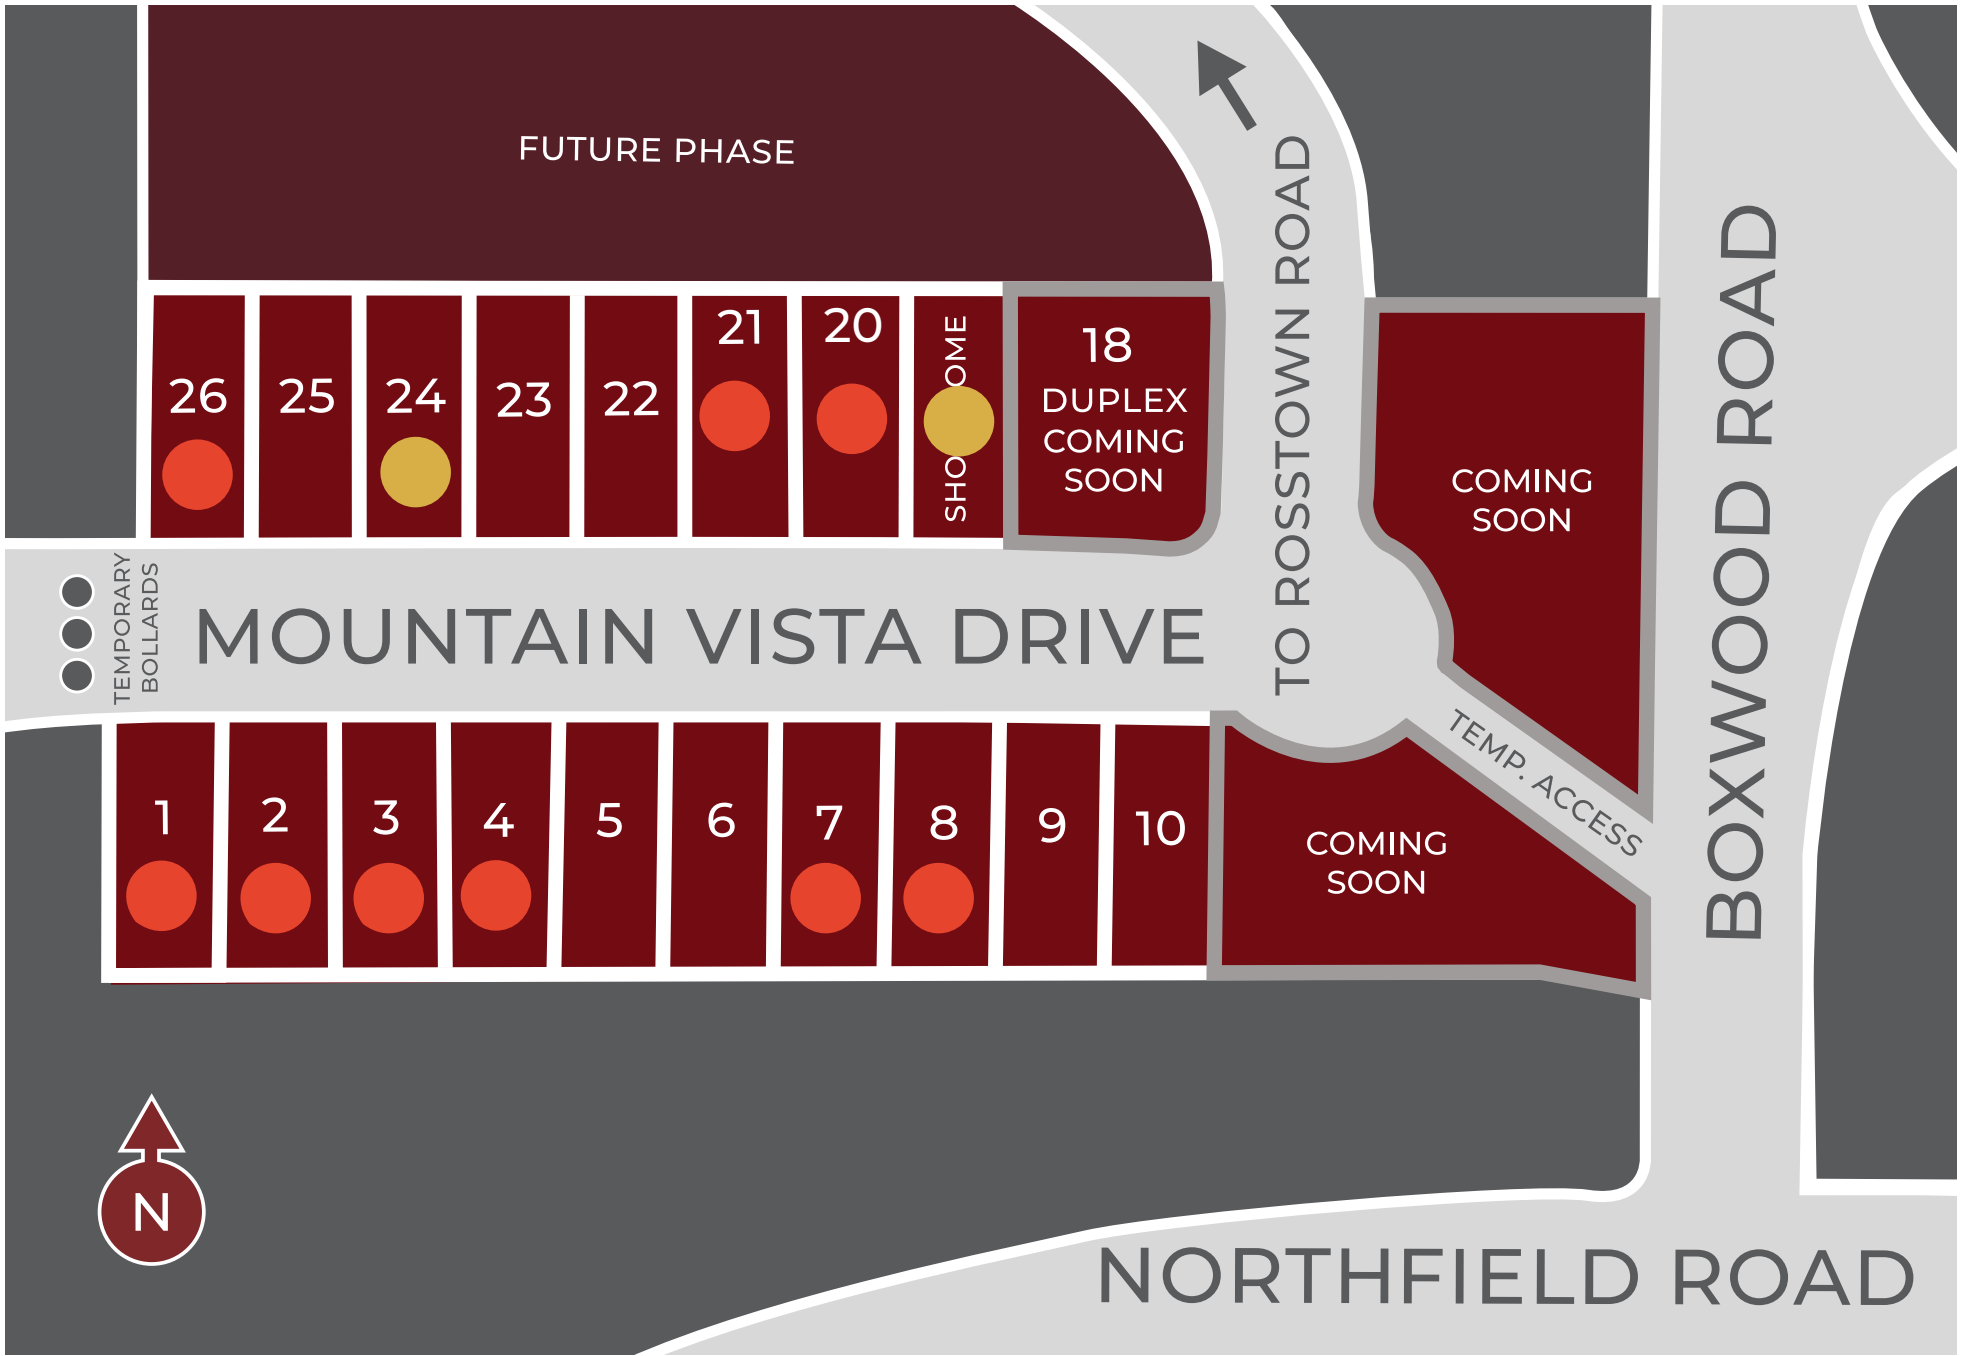 FUTURE PHASE
26
25
24
23
22
21
20
SHO OME
18
DUPLEX
COMING
SOON
COMING
SOON
TO ROSSTOWN ROAD
BOXWOOD ROAD
TEMPORARY
BOLLARDS
MOUNTAIN VISTA DRIVE
TEMP. ACCESS
1
2
3
4
5
6
7
8
9
10
COMING
SOON
N
NORTHFIELD ROAD